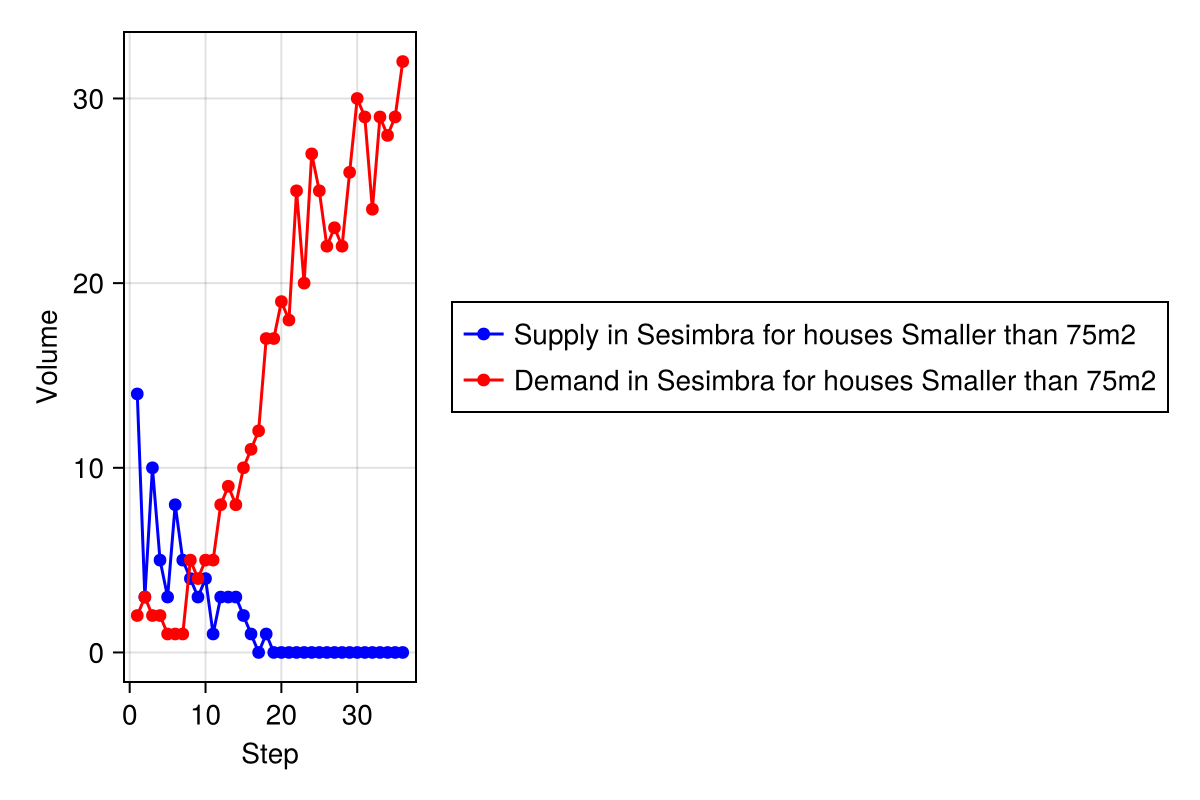 30
20
10
0
Volume
0 10 20 30
Step
Supply in Sesimbra for houses Smaller than 75m2
Demand in Sesimbra for houses Smaller than 75m2